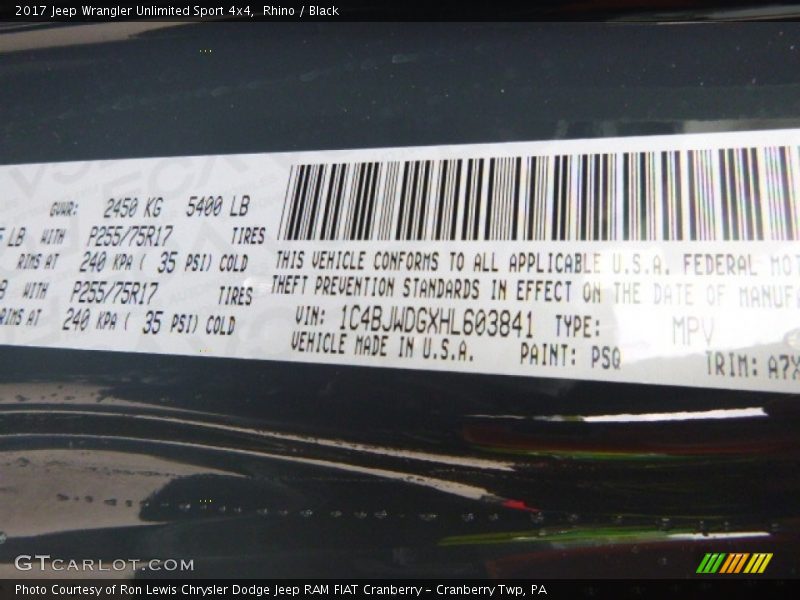 2017 Jeep Wrangler Unlimited Sport 4x4, Rhino / Black
GVWR: 2450 KG 5400 LB
LB WITH P255/75R17 TIRES
RIMS AT 240 KPA ( 35 PSI) COLD
WITH P255/75R17 TIRES
RIMS AT 240 KPA ( 35 PSI) COLD
THIS VEHICLE CONFORMS TO ALL APPLICABLE U.S.A. FEDERAL MOT
THEFT PREVENTION STANDARDS IN EFFECT ON THE DATE OF MANUF
VIN: 1C4BJWDGXHL603841 TYPE: MPV
VEHICLE MADE IN U.S.A. PAINT: PSQ TRIM: A7X
GTCARLOT.COM
Photo Courtesy of Ron Lewis Chrysler Dodge Jeep RAM FIAT Cranberry – Cranberry Twp, PA